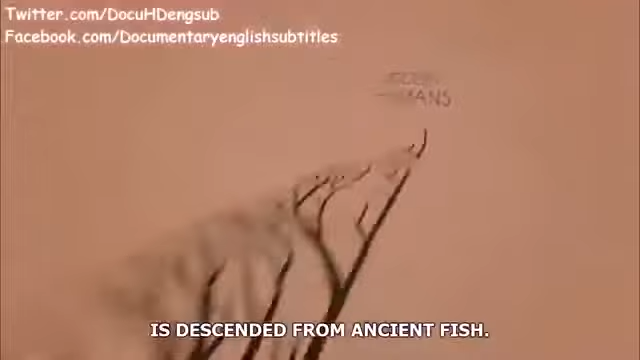 Twitter.com/DocuHDengsub
Facebook.com/Documentaryenglishsubtitles
IS DESCENDED FROM ANCIENT FISH.